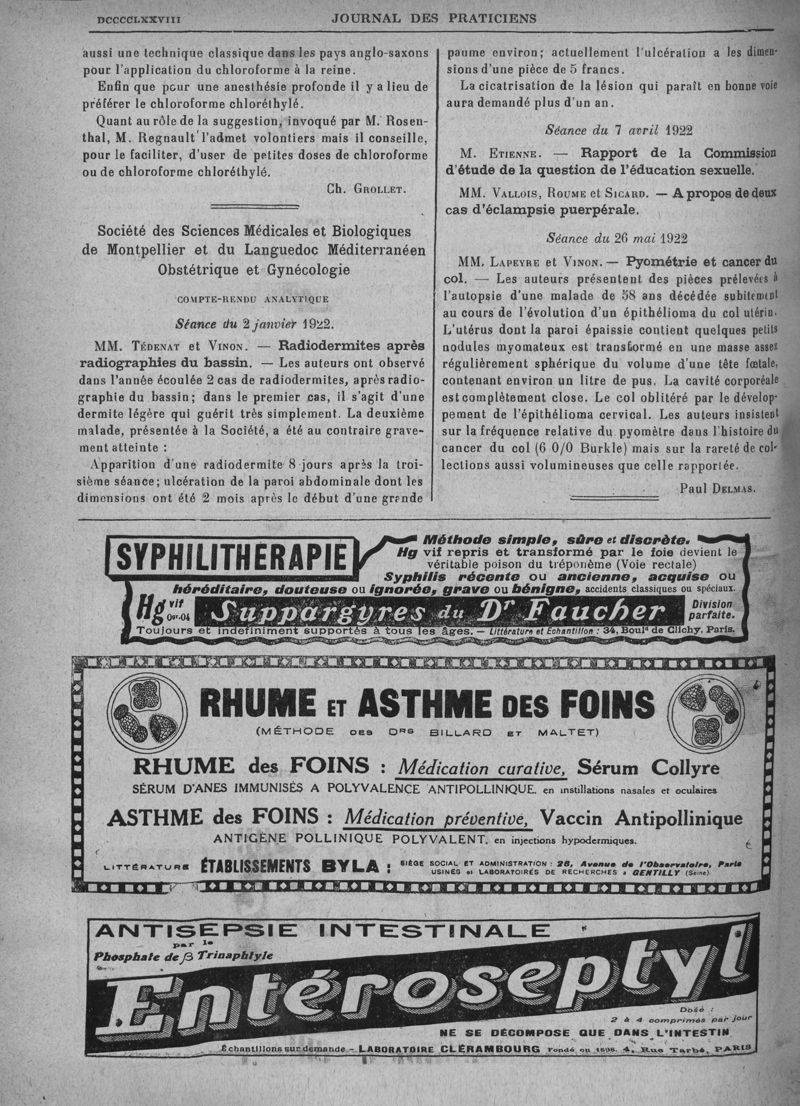 DCCCCLXXVIII
JOURNAL DES PRATICIENS
aussi une technique classique dans les pays anglo-saxons
pour l'application du chloroforme à la reine.
Enfin que pour une anesthésie profonde il y a lieu de
préférer le chloroforme chloréthylé.
Quant au rôle de la suggestion, invoqué par M. Rosen-
thal, M. Regnault l'admet volontiers mais il conseille,
pour le faciliter, d'user de petites doses de chloroforme
ou de chloroforme chloréthylé.
Ch. GROLLET.
Société des Sciences Médicales et Biologiques
de Montpellier et du Languedoc Méditerranéen
Obstétrique et Gynécologie
COMPTE-RENDU ANALYTIQUE
Séance du 2 janvier 1922.
MM. TÉDENAT et VINON. — Radiodermites après
radiographies du bassin. — Les auteurs ont observé
dans l'année écoulée 2 cas de radiodermites, après radio-
graphie du bassin; dans le premier cas, il s'agit d'une
dermite légère qui guérit très simplement. La deuxième
malade, présentée à la Société, a été au contraire grave-
ment atteinte :
Apparition d'une radiodermite 8 jours après la troi-
sième séance; ulcération de la paroi abdominale dont les
dimensions ont été 2 mois après le début d'une grande
paume environ; actuellement l'ulcération a les dimen-
sions d'une pièce de 5 francs.
La cicatrisation de la lésion qui paraît en bonne voie
aura demandé plus d'un an.
Séance du 7 avril 1922
M. ETIENNE. — Rapport de la Commission
d'étude de la question de l'éducation sexuelle.
MM. VALLOIS, ROUME et SICARD. — A propos de deux
cas d'éclampsie puerpérale.
Séance du 26 mai 1922
MM. LAPEYRE et VINON. — Pyométrie et cancer du
col. — Les auteurs présentent des pièces prélevées à
l'autopsie d'une malade de 58 ans décédée subitement
au cours de l'évolution d'un épithélioma du col utérin.
L'utérus dont la paroi épaissie contient quelques petits
nodules myomateux est transformé en une masse assez
régulièrement sphérique du volume d'une tête fœtale,
contenant environ un litre de pus. La cavité corporéale
est complètement close. Le col oblitéré par le dévelop-
pement de l'épithélioma cervical. Les auteurs insistent
sur la fréquence relative du pyomètre dans l'histoire du
cancer du col (6 0/0 Burkle) mais sur la rareté de col-
lections aussi volumineuses que celle rapportée.
Paul DELMAS.
SYPHILITHÉRAPIE
Méthode simple, sûre et discrète.
Hg vif repris et transformé par le foie devient le
véritable poison du tréponème (Voie rectale)
Syphilis récente ou ancienne, acquise ou
héréditaire, douteuse ou ignorée, grave ou bénigne, accidents classiques ou spéciaux.
Hg vif 0gr.04 Suppargyres du Dr Faucher Division parfaite.
Toujours et indéfiniment supportés à tous les âges. — Littérature et Echantillon : 34, Boulᵈ de Clichy, Paris.
RHUME ET ASTHME DES FOINS
(MÉTHODE DES DRS BILLARD ET MALTET)
RHUME des FOINS : Médication curative, Sérum Collyre
SÉRUM D'ANES IMMUNISÉS A POLYVALENCE ANTIPOLLINIQUE, en instillations nasales et oculaires
ASTHME des FOINS : Médication préventive, Vaccin Antipollinique
ANTIGÈNE POLLINIQUE POLYVALENT, en injections hypodermiques.
LITTÉRATURE ÉTABLISSEMENTS BYLA :
SIÈGE SOCIAL ET ADMINISTRATION : 26, Avenue de l'Observatoire, Paris
USINES et LABORATOIRES DE RECHERCHES à GENTILLY (Seine)
ANTISEPSIE INTESTINALE
par le
Phosphate de β Trinaphtyle
Entéroseptyl
Dosé :
2 à 4 comprimés par jour
NE SE DÉCOMPOSE QUE DANS L'INTESTIN
Échantillons sur demande.- LABORATOIRE CLÉRAMBOURG Fondé en 1898. 4, Rue Tarbé, PARIS